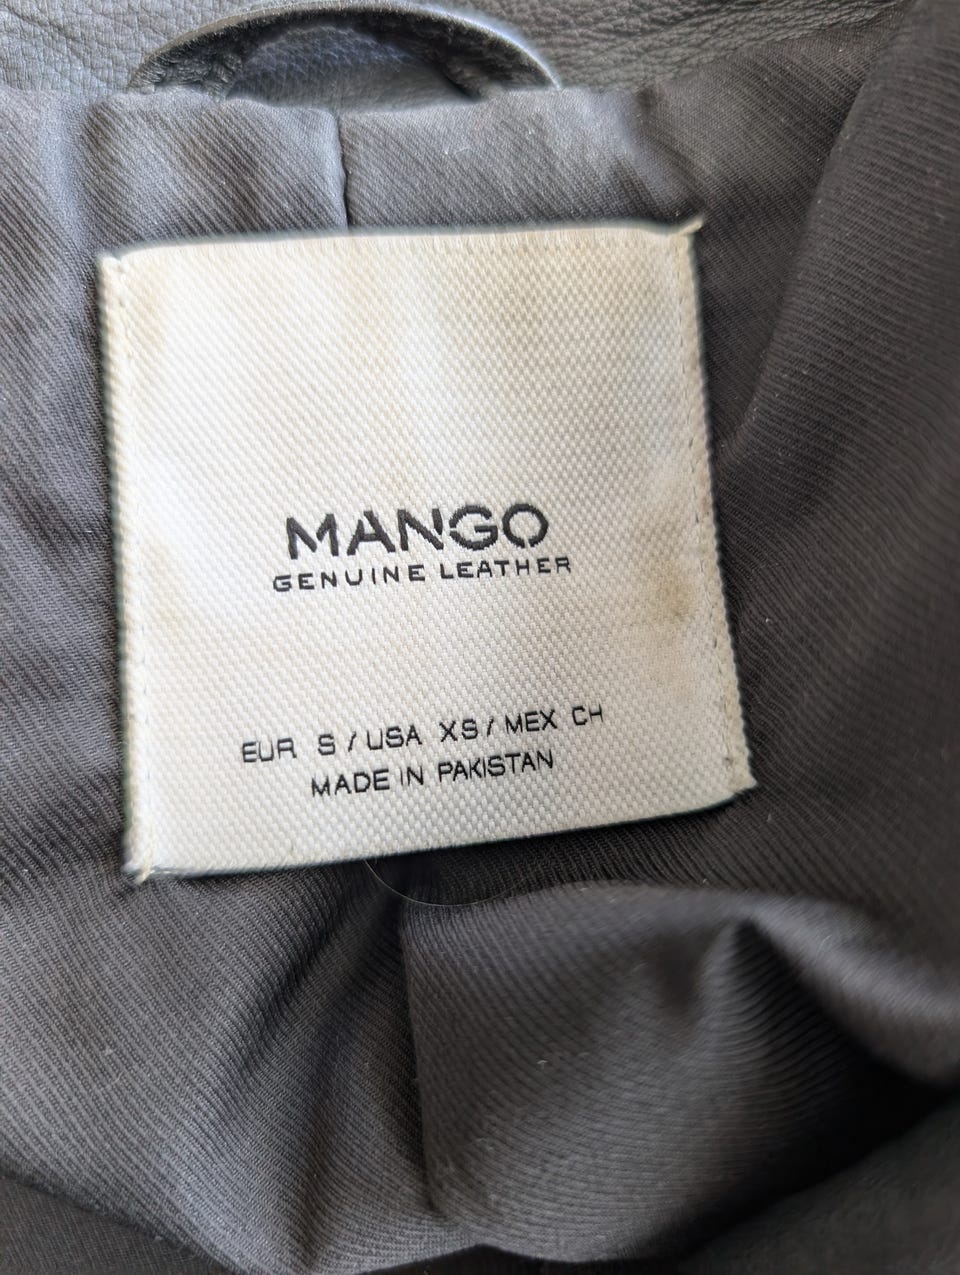 MANGO
GENUINE LEATHER
EUR S / USA XS / MEX CH
MADE IN PAKISTAN